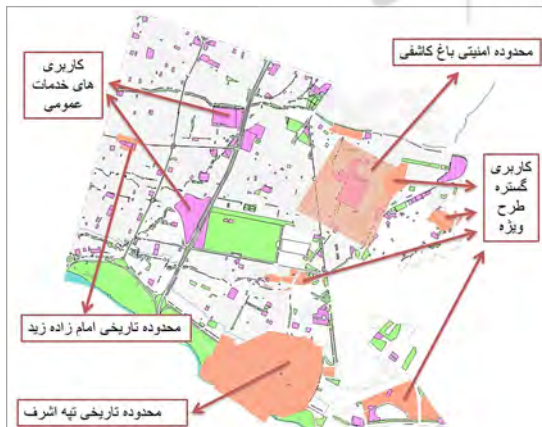 محدوده امنیتی باغ کاشفی
کاربری
های خدمات
عمومی
کاربری
گستره
طرح
ویژه
محدوده تاریخی امام زاده زید
محدوده تاریخی تپه اشرف